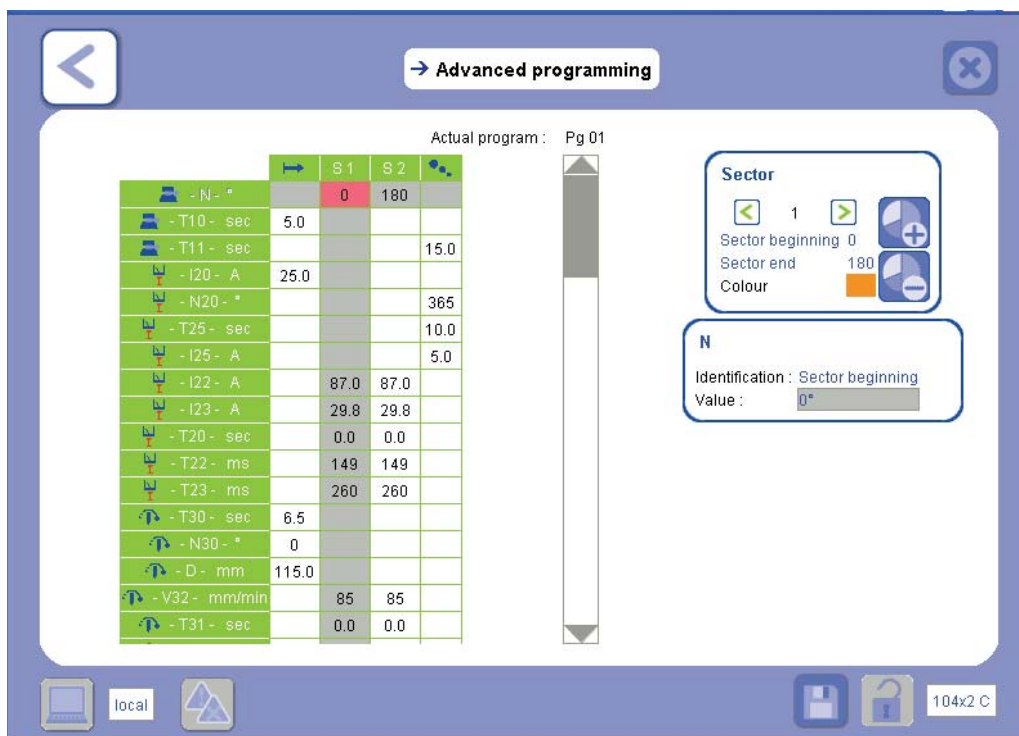 → Advanced programming
Actual program : Pg 01
S 1 S 2
- N - ° 0 180
- T10 - sec 5.0
- T11 - sec 15.0
- I20 - A 25.0
- N20 - ° 365
- T25 - sec 10.0
- I25 - A 5.0
- I22 - A 87.0 87.0
- I23 - A 29.8 29.8
- T20 - sec 0.0 0.0
- T22 - ms 149 149
- T23 - ms 260 260
- T30 - sec 6.5
- N30 - ° 0
- D - mm 115.0
- V32 - mm/min 85 85
- T31 - sec 0.0 0.0
Sector
1
Sector beginning 0
Sector end 180
Colour
N
Identification : Sector beginning
Value : 0°
local
104x2 C